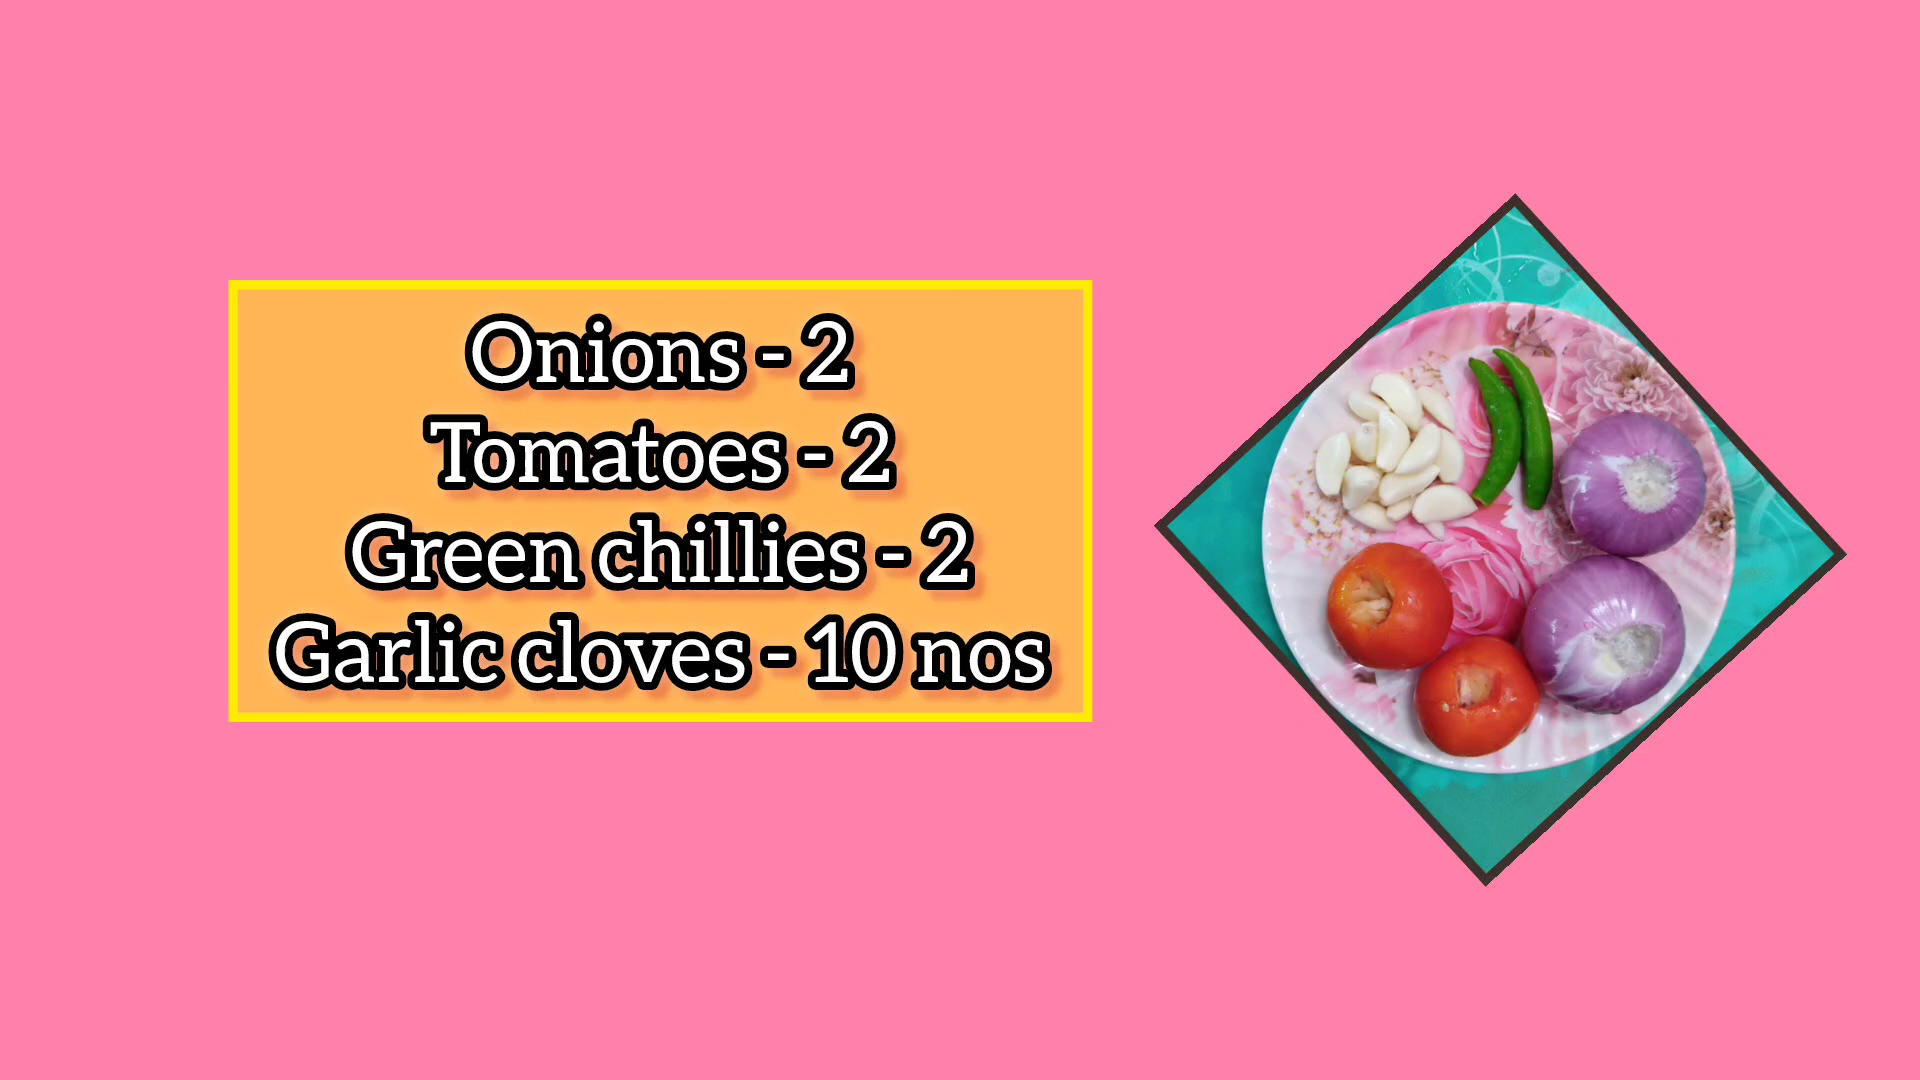 Onions - 2
Tomatoes - 2
Green chillies - 2
Garlic cloves - 10 nos